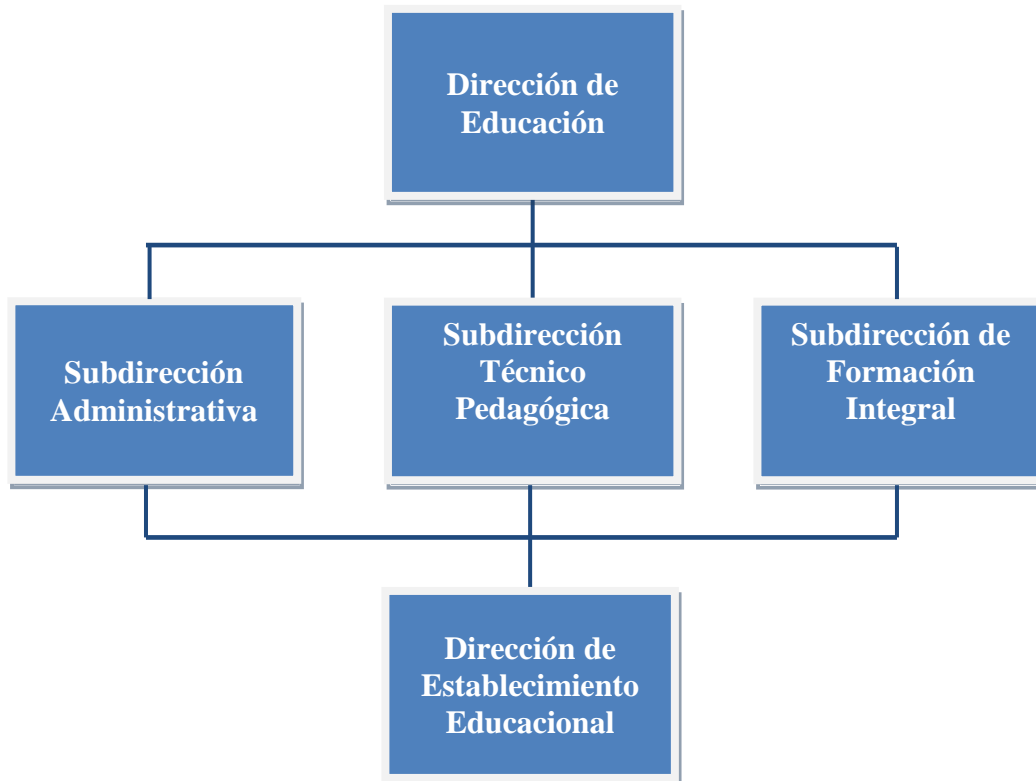 Dirección de
Educación
Subdirección
Administrativa
Subdirección
Técnico
Pedagógica
Subdirección de
Formación
Integral
Dirección de
Establecimiento
Educacional